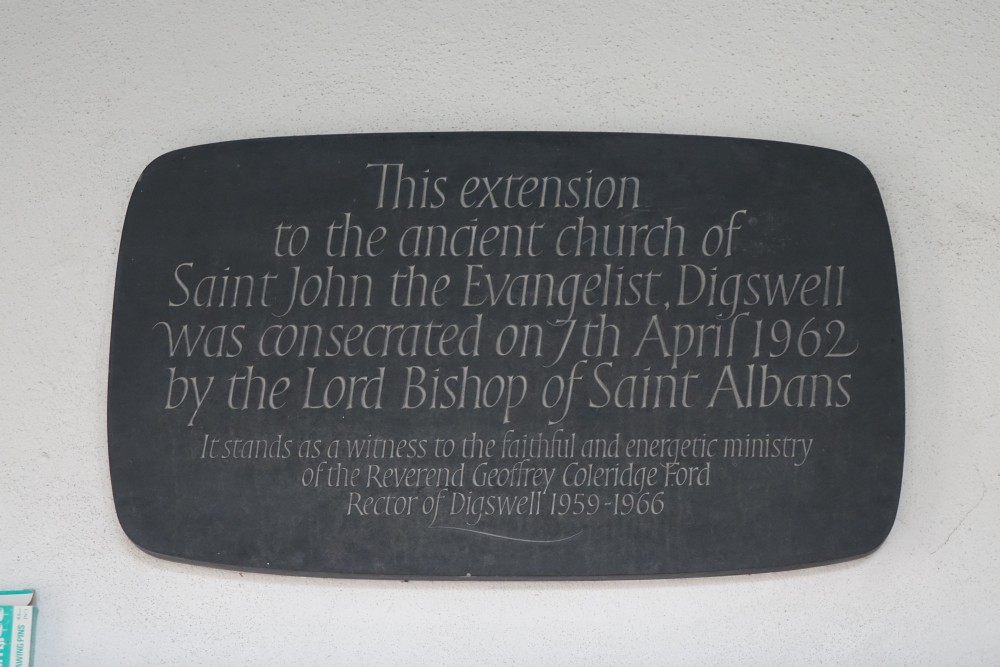 This extension
to the ancient church of
Saint John the Evangelist, Digswell
was consecrated on 7th April 1962
by the Lord Bishop of Saint Albans
It stands as a witness to the faithful and energetic ministry
of the Reverend Geoffrey Coleridge Ford
Rector of Digswell 1959-1966